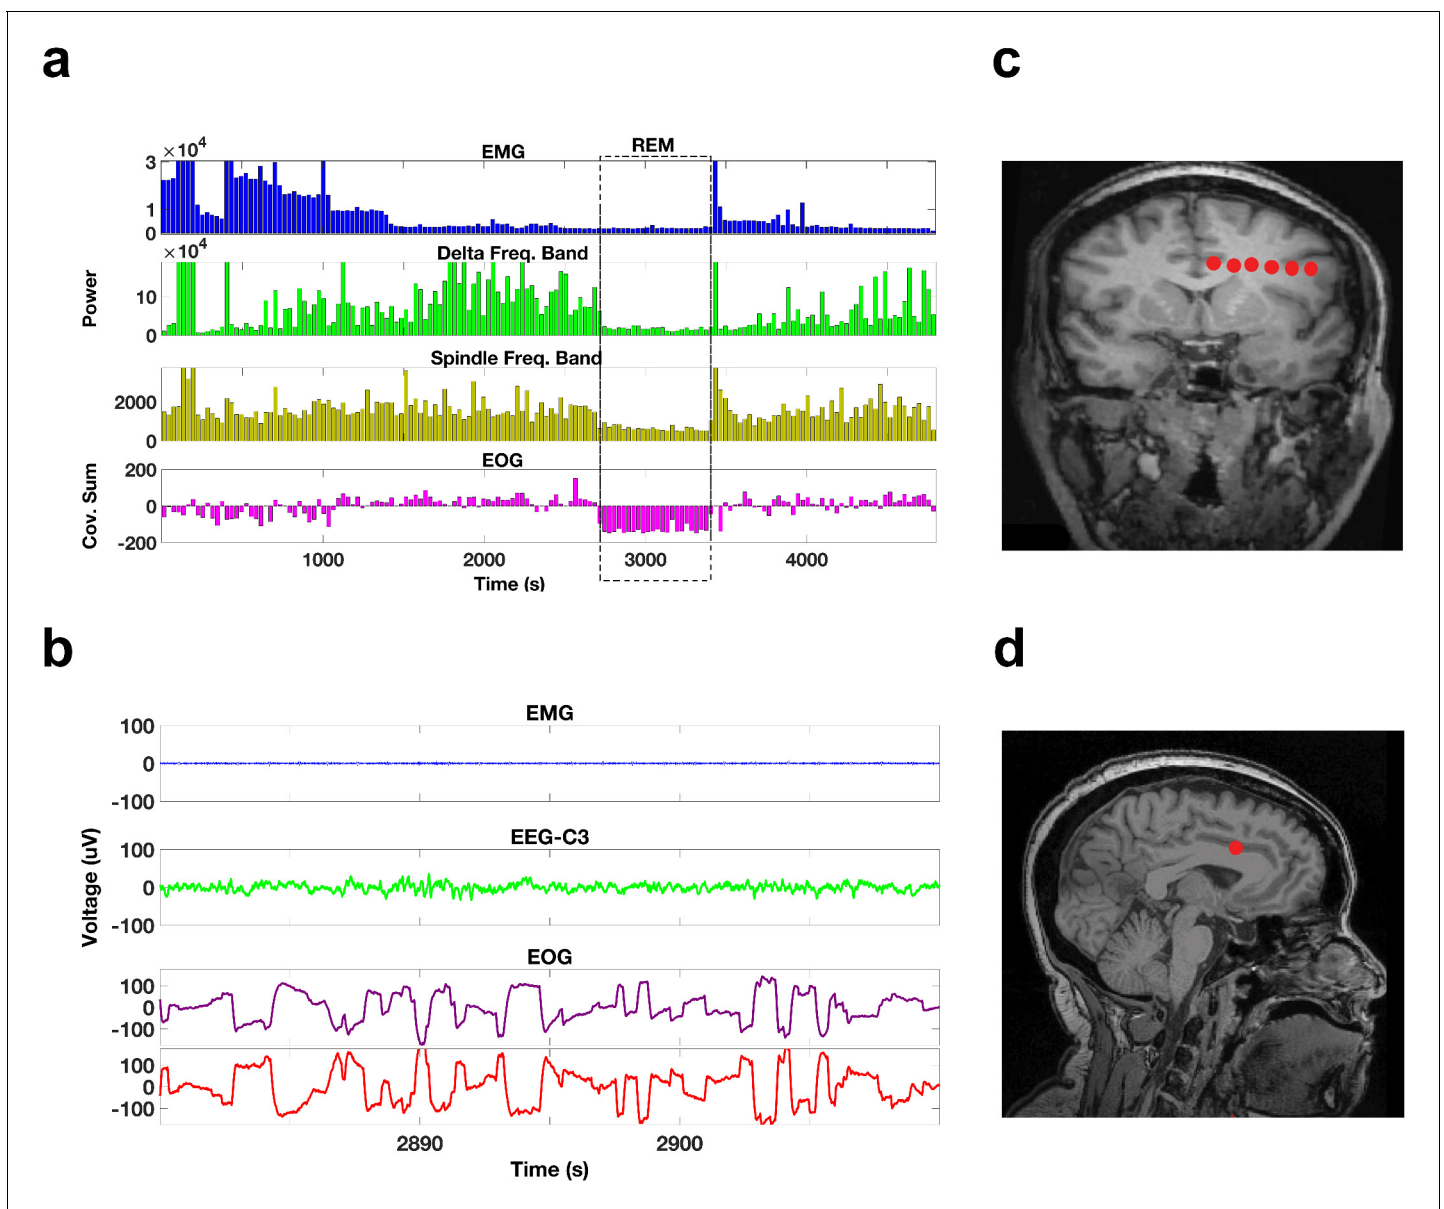 a
c
×10⁴
EMG
REM
3
1
0
×10⁴
Delta Freq. Band
10
0
Power
Spindle Freq. Band
2000
0
EOG
200
0
-200
Cov. Sum
1000
2000
3000
4000
Time (s)
b
d
EMG
100
0
-100
EEG-C3
100
0
-100
Voltage (uV)
EOG
100
0
-100
100
0
-100
2890
2900
Time (s)